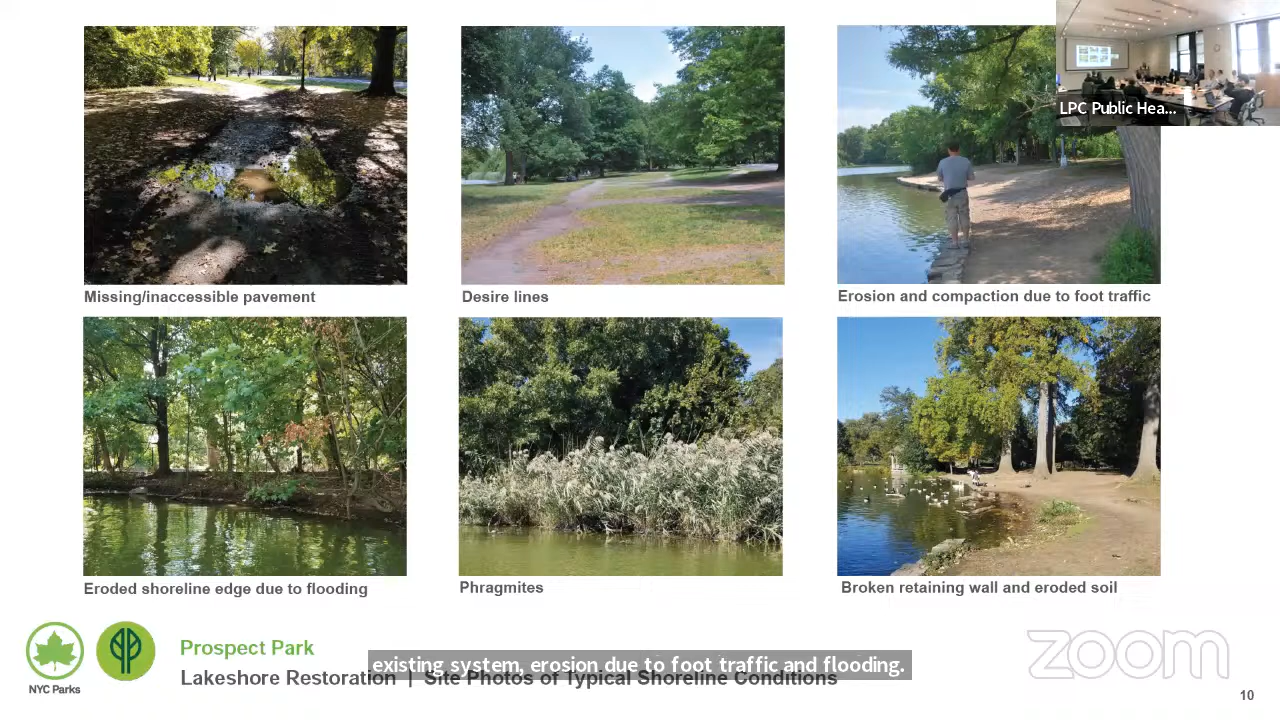 LPC Public Hea...
Missing/inaccessible pavement
Desire lines
Erosion and compaction due to foot traffic
Eroded shoreline edge due to flooding
Phragmites
Broken retaining wall and eroded soil
NYC Parks
Prospect Park
existing system, erosion due to foot traffic and flooding.
Lakeshore Restoration | Site Photos of Typical Shoreline Conditions
zoom
10